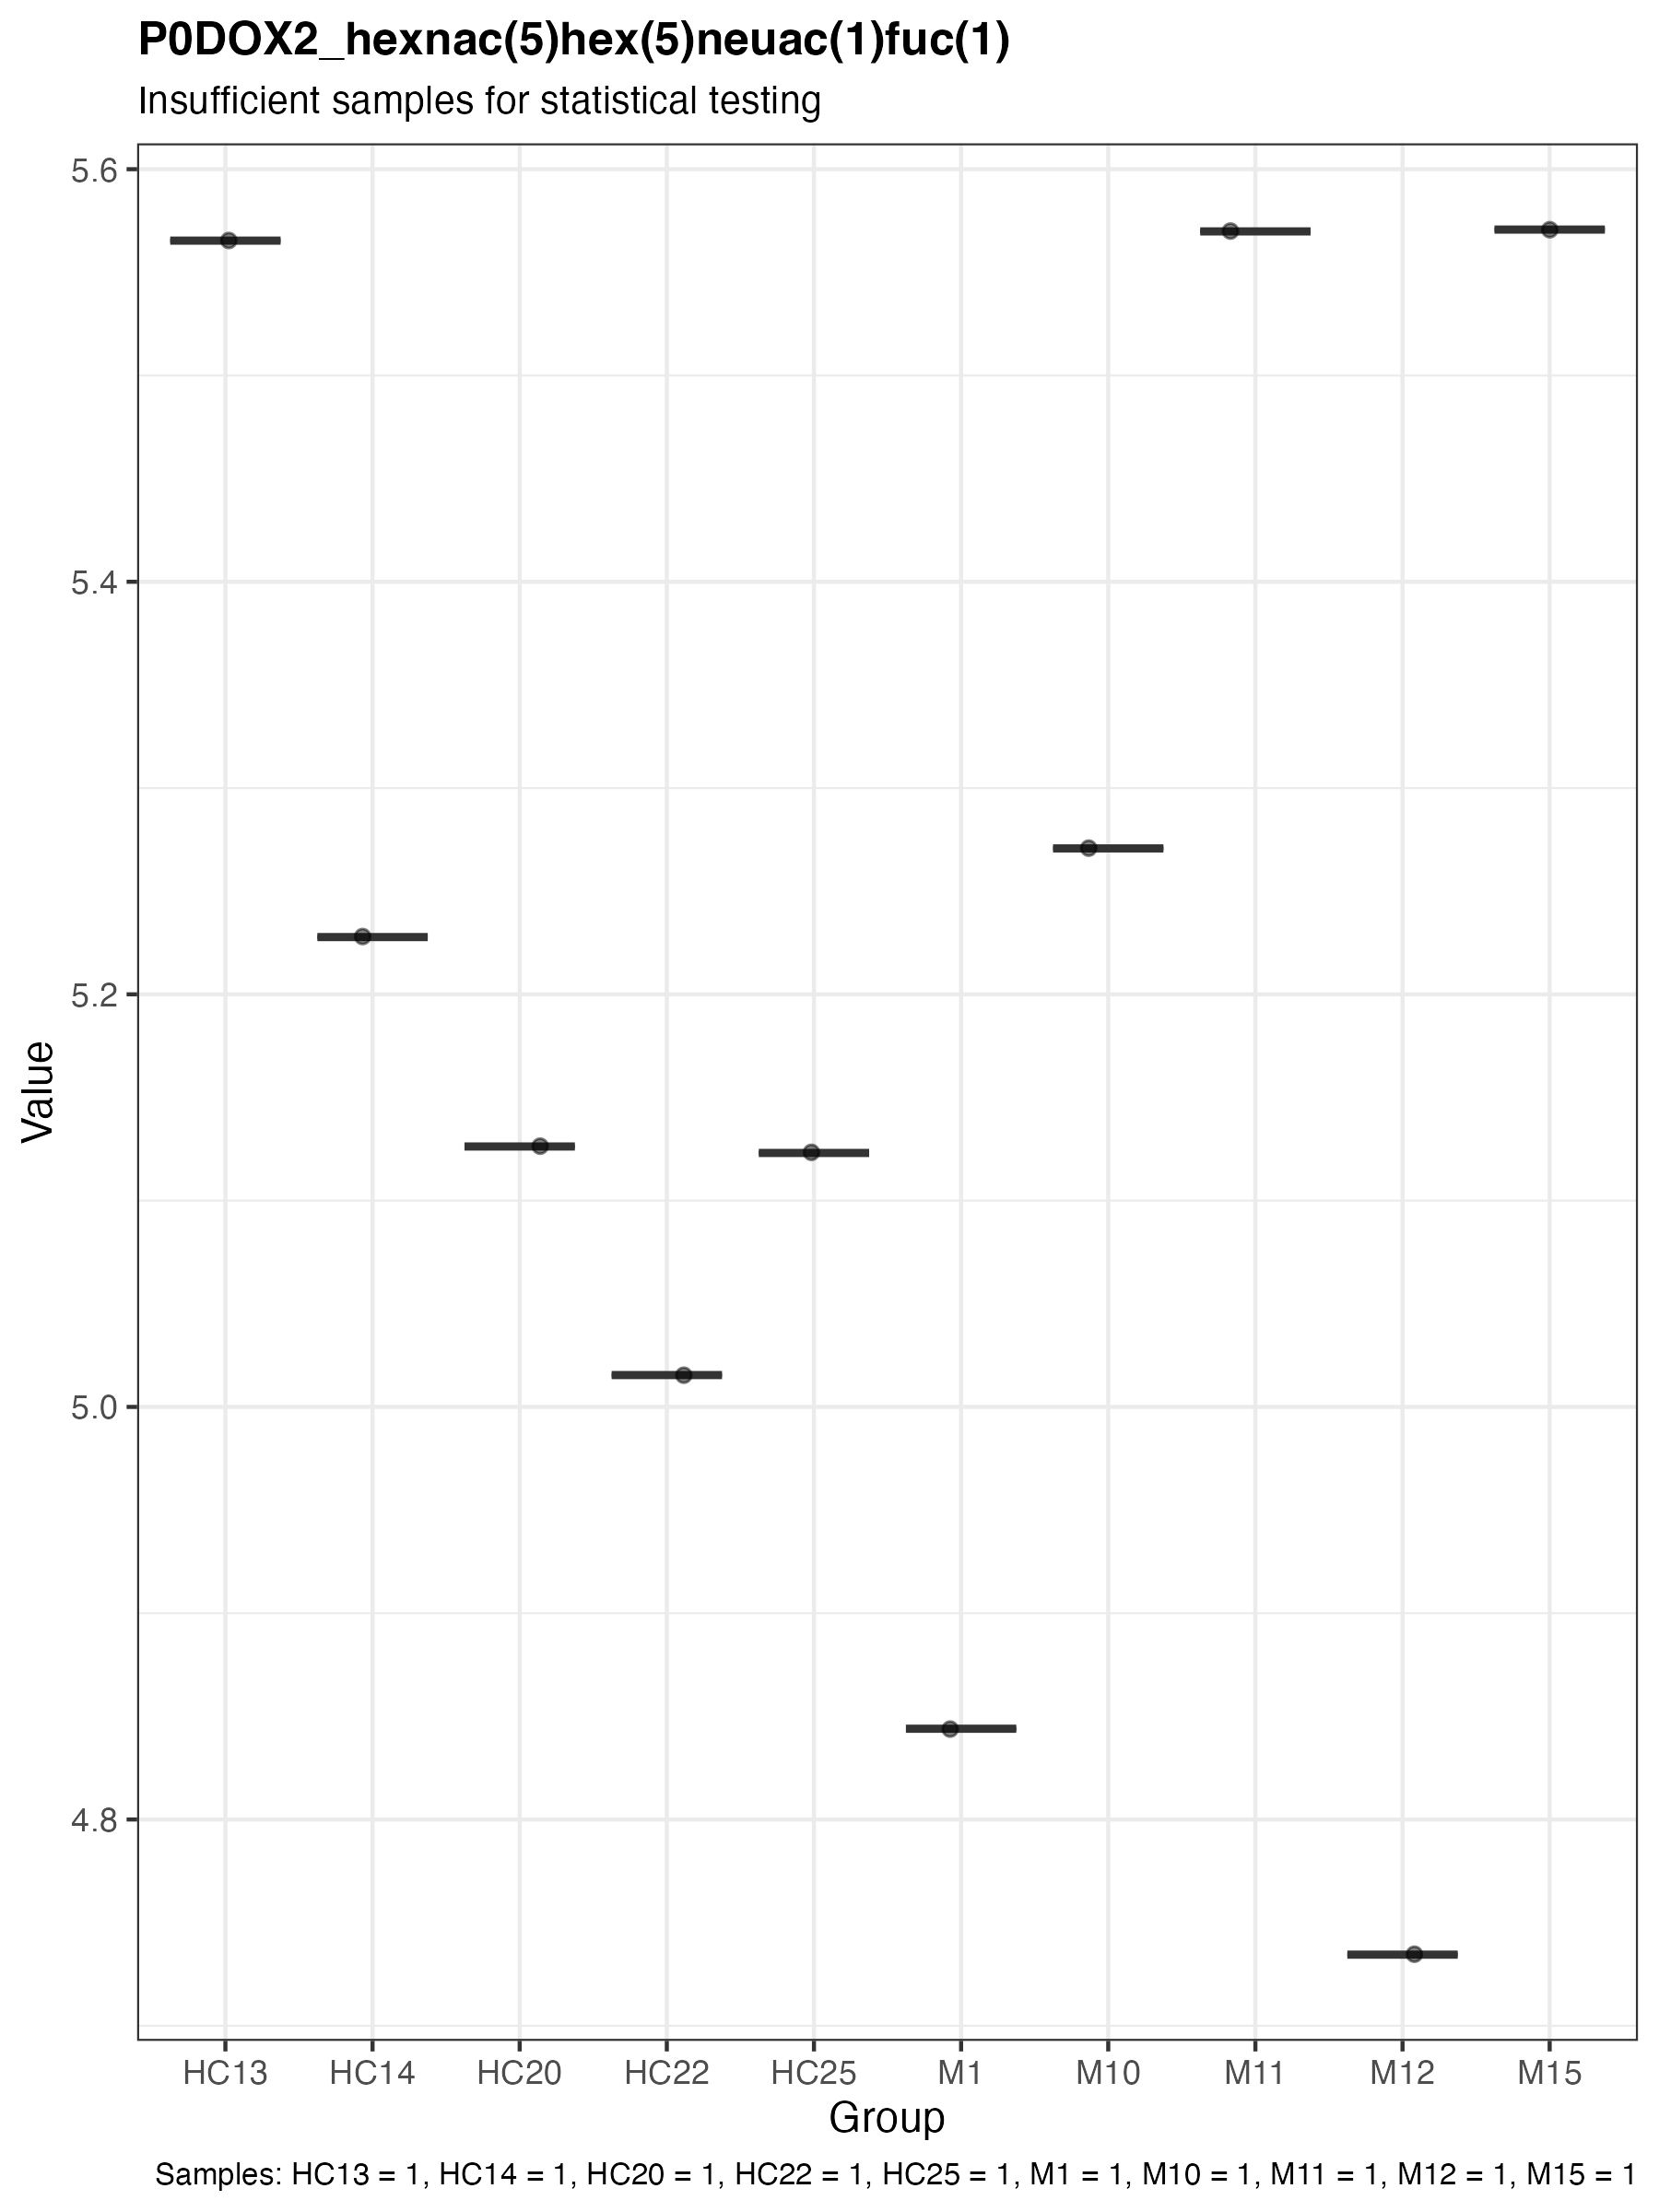 P0DOX2_hexnac(5)hex(5)neuac(1)fuc(1)
Insufficient samples for statistical testing
5.6
5.4
5.2
5.0
4.8
Value
HC13 HC14 HC20 HC22 HC25 M1 M10 M11 M12 M15
Group
Samples: HC13 = 1, HC14 = 1, HC20 = 1, HC22 = 1, HC25 = 1, M1 = 1, M10 = 1, M11 = 1, M12 = 1, M15 = 1